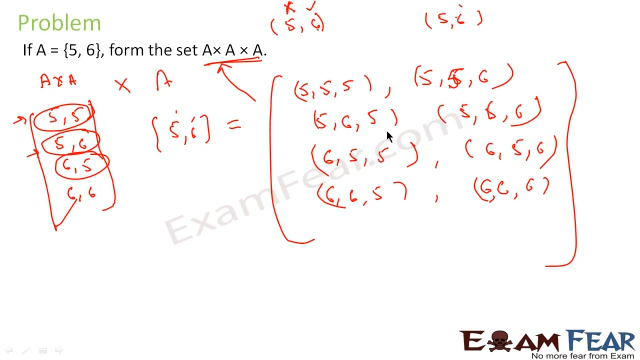 Problem
( 5, 6 ) ( 5, 6 )
If A = {5, 6}, form the set A× A × A.
A×A × A
5, 5
5, 6
6, 5
6, 6
{ 5, 6 } =
(5, 5, 5) , (5, 5, 6)
(5, 6, 5) (5, 6, 6)
(6, 5, 5) , (6, 5, 6)
(6, 6, 5) , (6, 6, 6)
ExamFear.com
EXAM FEAR
No more fear from Exam